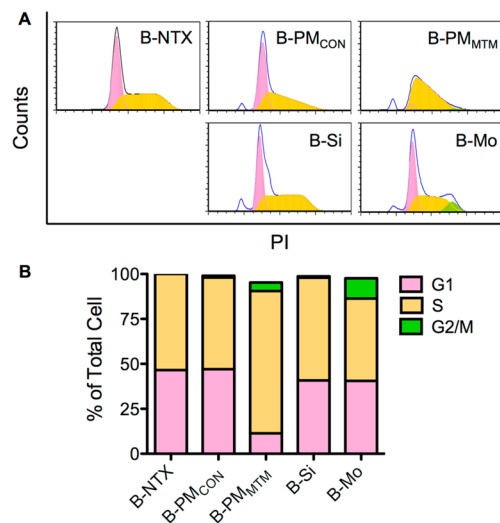 A
B-NTX
B-PMCON
B-PMMTM
B-Si
B-Mo
Counts
PI
B
100
75
50
25
0
% of Total Cell
G1
S
G2/M
B-NTX
B-PMCON
B-PMMTM
B-Si
B-Mo